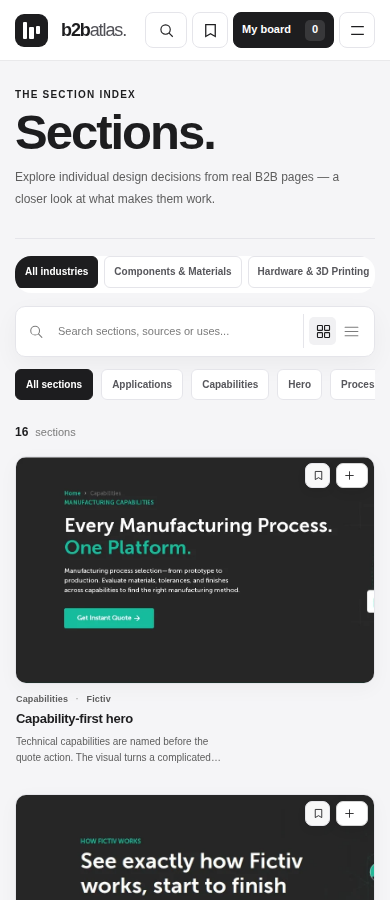 b2batlas.
My board 0
THE SECTION INDEX
Sections.
Explore individual design decisions from real B2B pages — a
closer look at what makes them work.
All industries
Components & Materials
Hardware & 3D Printing
Search sections, sources or uses...
All sections
Applications
Capabilities
Hero
Proces
16 sections
Home › Capabilities
MANUFACTURING CAPABILITIES
Every Manufacturing Process.
One Platform.
Manufacturing process selection—from prototype to
production. Evaluate materials, tolerances, and finishes
across capabilities to find the right manufacturing method.
Get Instant Quote →
Capabilities · Fictiv
Capability-first hero
Technical capabilities are named before the
quote action. The visual turns a complicated…
HOW FICTIV WORKS
See exactly how Fictiv
works, start to finish